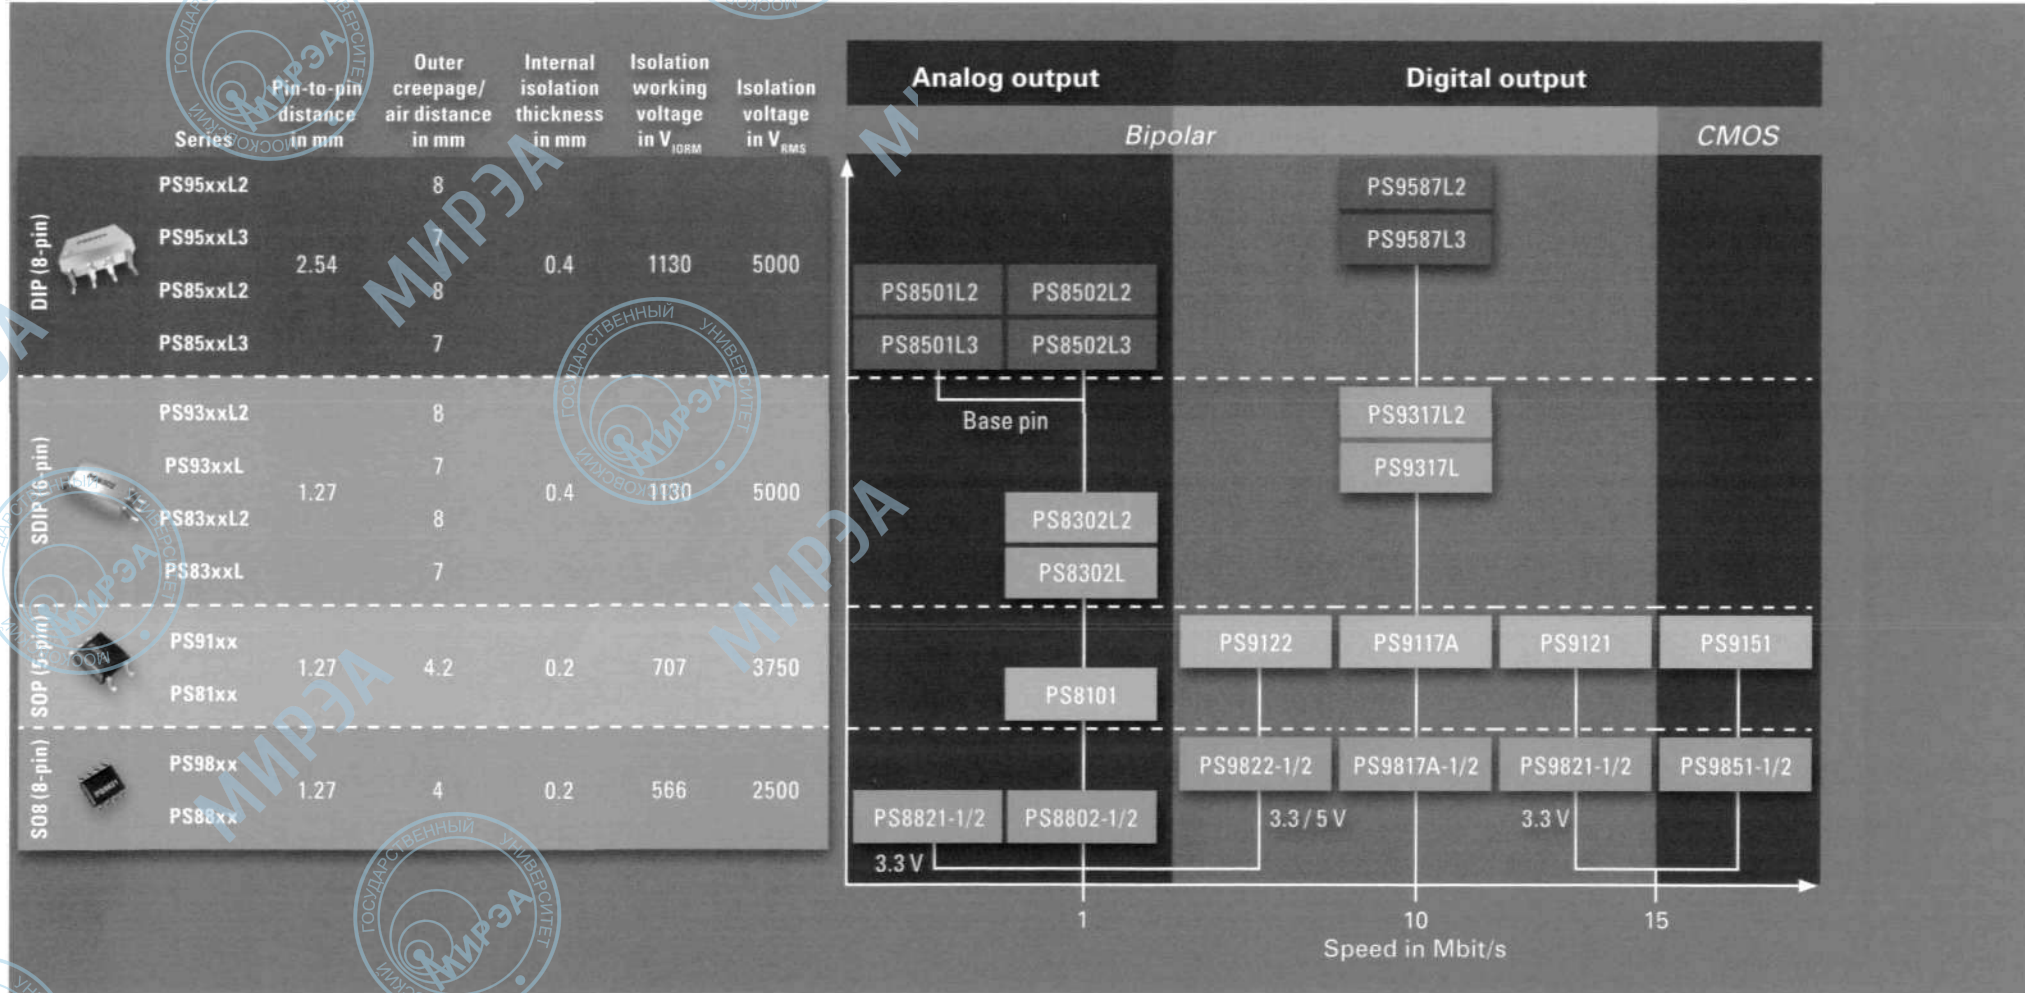 Series
Pin-to-pin distance in mm
Outer creepage/ air distance in mm
Internal isolation thickness in mm
Isolation working voltage in VIORM
Isolation voltage in VRMS
DIP (8-pin)
PS95xxL2 8
PS95xxL3 7
2.54 0.4 1130 5000
PS85xxL2 8
PS85xxL3 7
SDIP (6-pin)
PS93xxL2 8
PS93xxL 7
1.27 0.4 1130 5000
PS83xxL2 8
PS83xxL 7
SOP (5-pin)
PS91xx
1.27 4.2 0.2 707 3750
PS81xx
SO8 (8-pin)
PS98xx
1.27 4 0.2 566 2500
PS88xx
Analog output Digital output
Bipolar CMOS
PS9587L2
PS9587L3
PS8501L2 PS8502L2
PS8501L3 PS8502L3
Base pin
PS9317L2
PS9317L
PS8302L2
PS8302L
PS9122 PS9117A PS9121 PS9151
PS8101
PS9822-1/2 PS9817A-1/2 PS9821-1/2 PS9851-1/2
PS8821-1/2 PS8802-1/2 3.3 / 5 V 3.3 V
3.3 V
1 10 15
Speed in Mbit/s
МИРЭА
МИРЭА
МИРЭА
МИРЭА